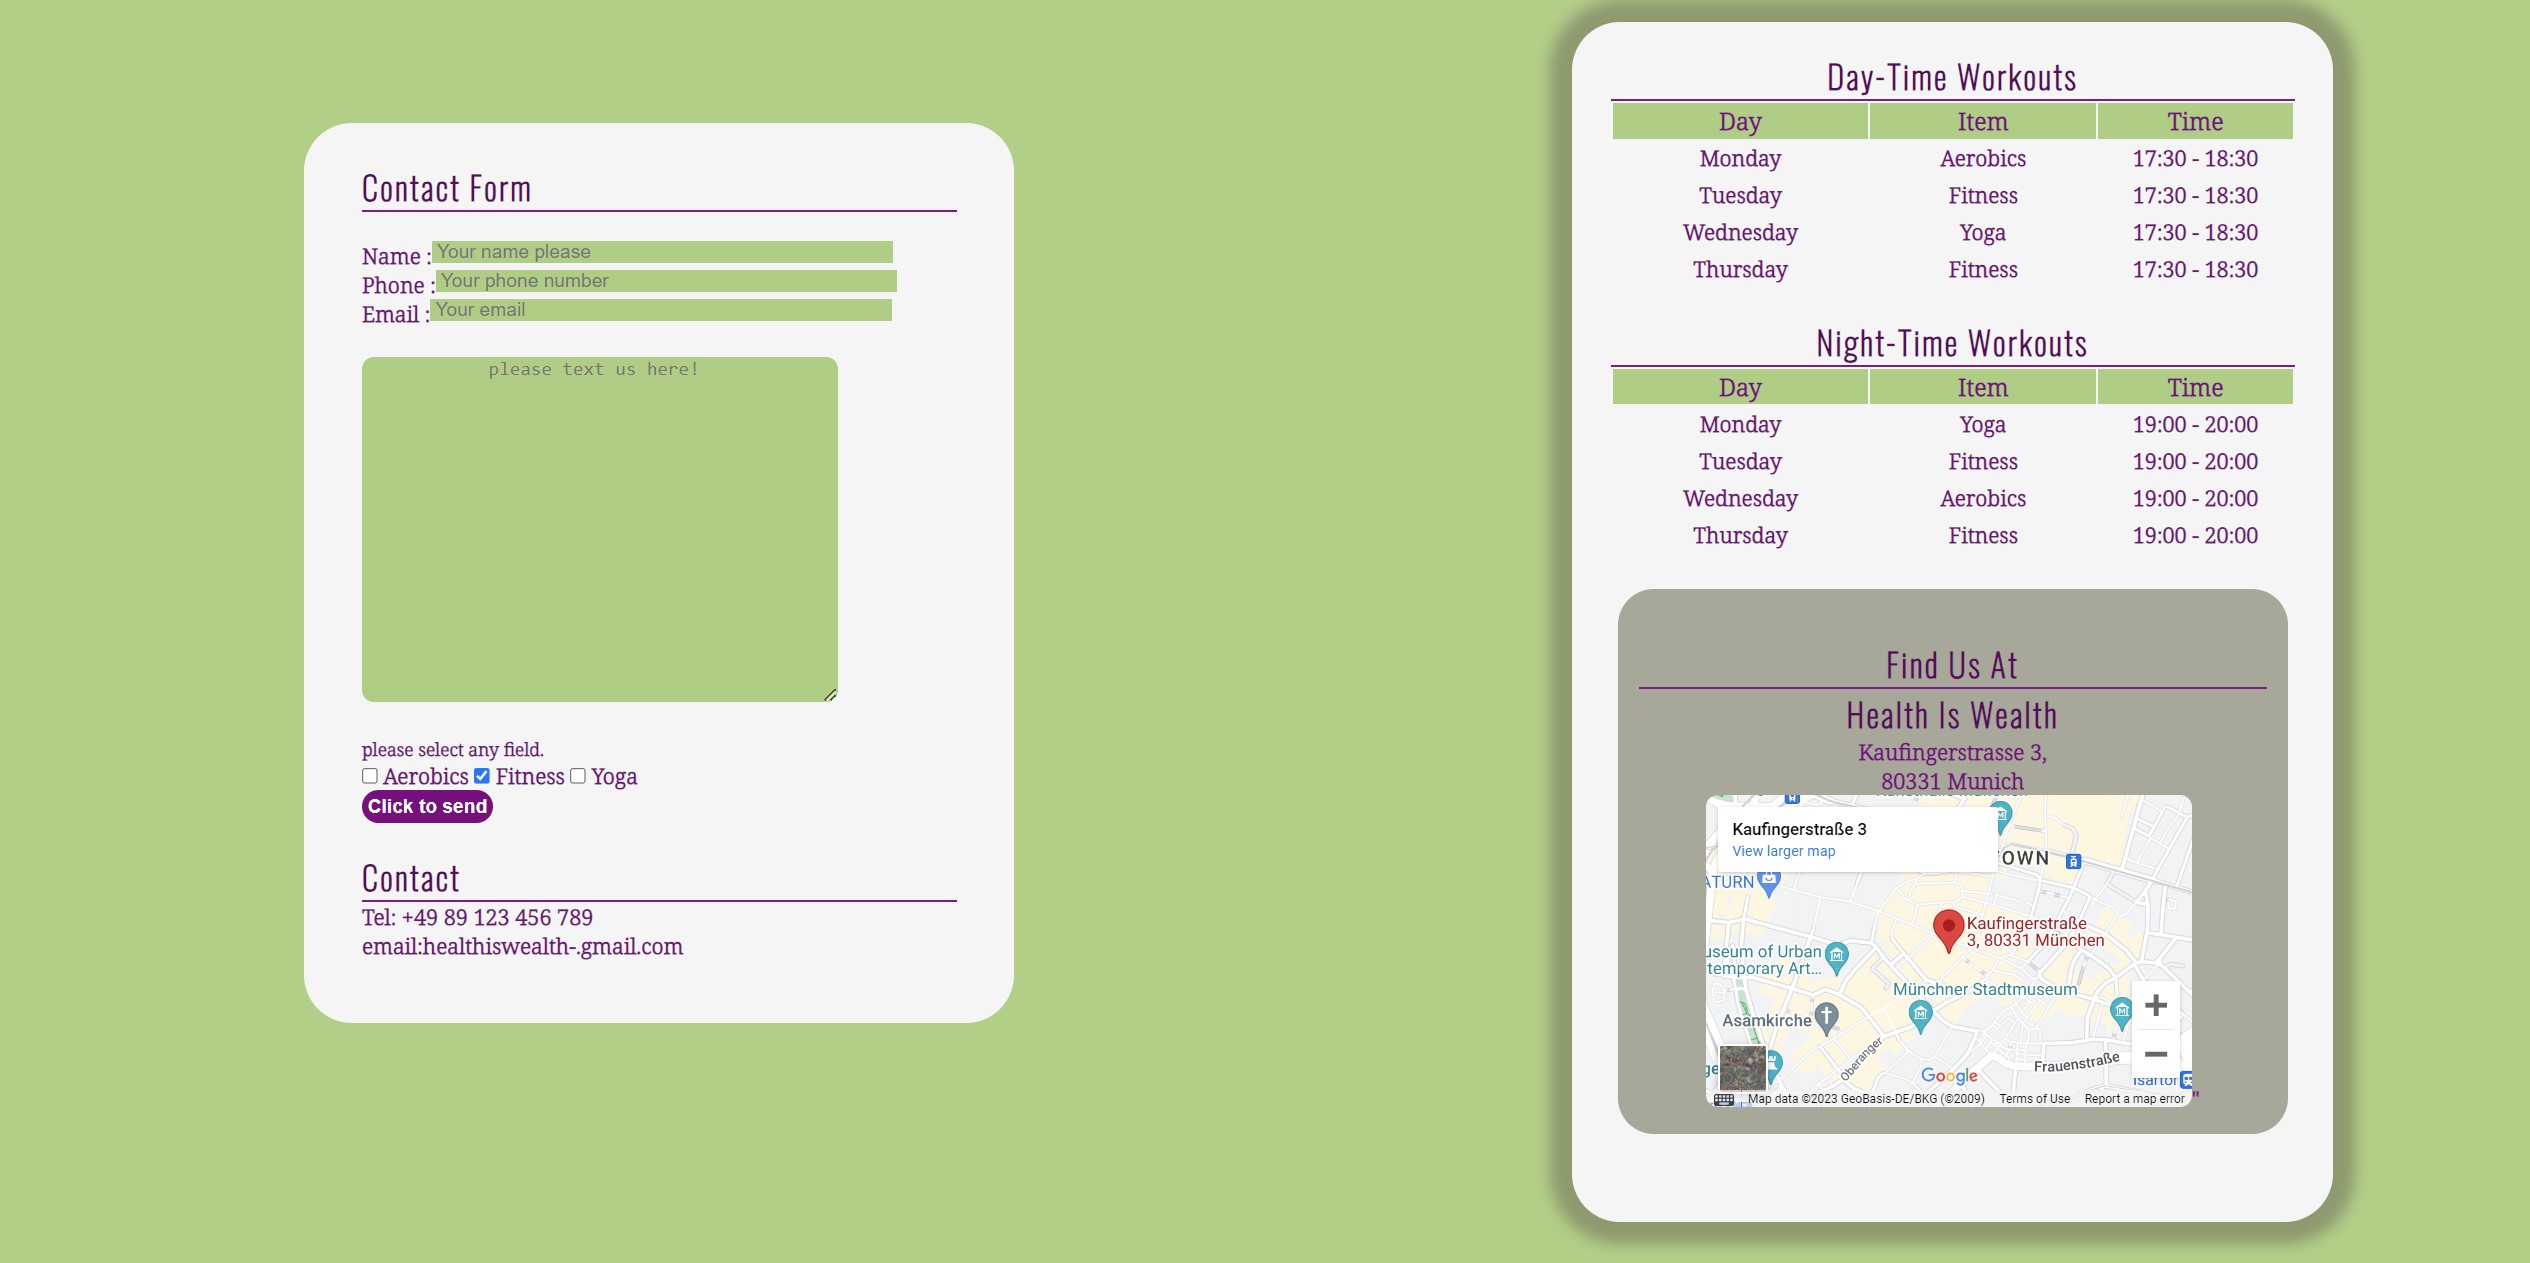 Contact Form
Name : Your name please
Phone : Your phone number
Email : Your email
please text us here!
please select any field.
Aerobics Fitness Yoga
Click to send
Contact
Tel: +49 89 123 456 789
email:healthiswealth-.gmail.com
Day-Time Workouts
Day Item Time
Monday Aerobics 17:30 - 18:30
Tuesday Fitness 17:30 - 18:30
Wednesday Yoga 17:30 - 18:30
Thursday Fitness 17:30 - 18:30
Night-Time Workouts
Day Item Time
Monday Yoga 19:00 - 20:00
Tuesday Fitness 19:00 - 20:00
Wednesday Aerobics 19:00 - 20:00
Thursday Fitness 19:00 - 20:00
Find Us At
Health Is Wealth
Kaufingerstrasse 3,
80331 Munich
Kaufingerstraße 3
View larger map
TOWN
ATURN
Kaufingerstraße
3, 80331 München
useum of Urban
temporary Art...
Münchner Stadtmuseum
Asamkirche
Oberanger
Frauenstraße
Google
Isartor
"
Map data ©2023 GeoBasis-DE/BKG (©2009) Terms of Use Report a map error